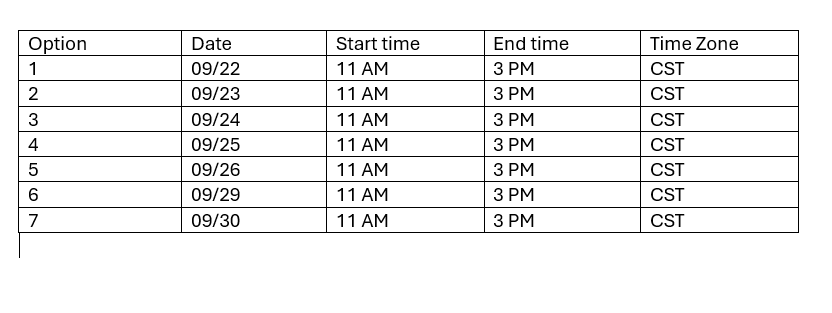 Option Date Start time End time Time Zone
1 09/22 11 AM 3 PM CST
2 09/23 11 AM 3 PM CST
3 09/24 11 AM 3 PM CST
4 09/25 11 AM 3 PM CST
5 09/26 11 AM 3 PM CST
6 09/29 11 AM 3 PM CST
7 09/30 11 AM 3 PM CST